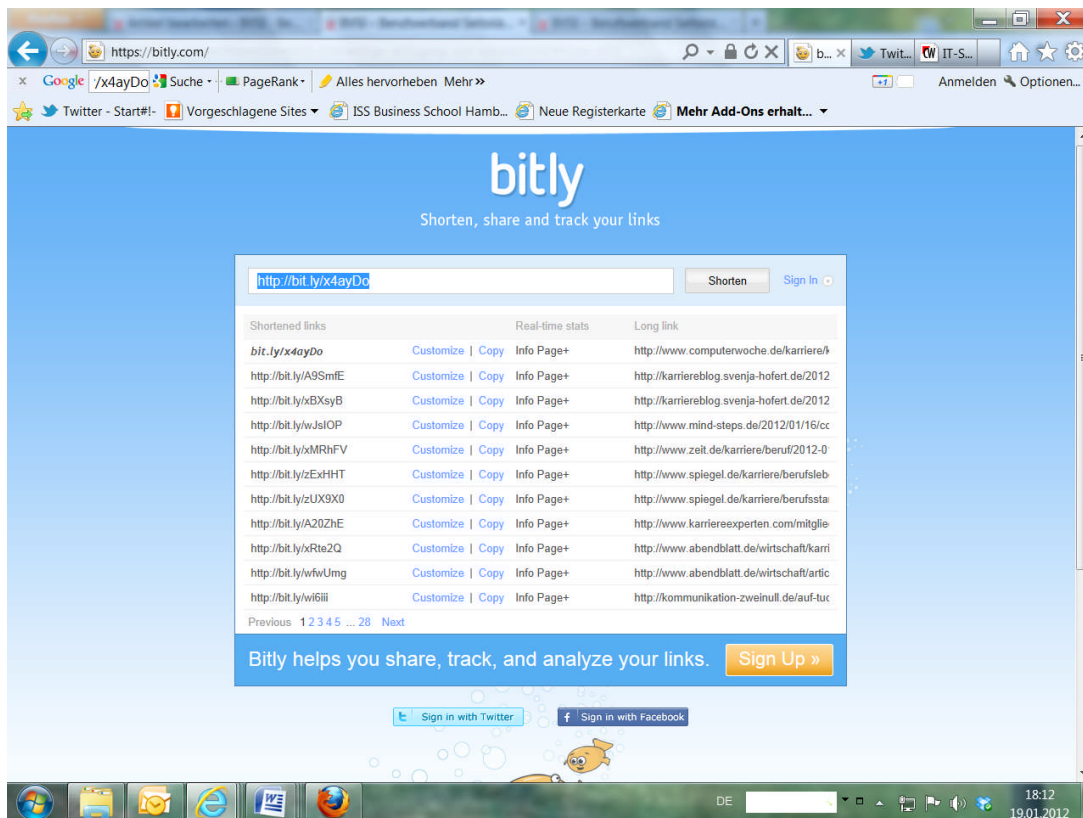 https://bitly.com/ b... Twit... IT-S...
Google /x4ayDo Suche PageRank Alles hervorheben Mehr » +1 Anmelden Optionen...
Twitter - Start#!- Vorgeschlagene Sites ISS Business School Hamb... Neue Registerkarte Mehr Add-Ons erhalt...
bitly
Shorten, share and track your links
http://bit.ly/x4ayDo Shorten Sign In
Shortened links Real-time stats Long link
bit.ly/x4ayDo Customize | Copy Info Page+ http://www.computerwoche.de/karriere/k
http://bit.ly/A9SmfE Customize | Copy Info Page+ http://karriereblog.svenja-hofert.de/2012
http://bit.ly/xBXsyB Customize | Copy Info Page+ http://karriereblog.svenja-hofert.de/2012
http://bit.ly/wJsIOP Customize | Copy Info Page+ http://www.mind-steps.de/2012/01/16/cc
http://bit.ly/xMRhFV Customize | Copy Info Page+ http://www.zeit.de/karriere/beruf/2012-0
http://bit.ly/zExHHT Customize | Copy Info Page+ http://www.spiegel.de/karriere/berufsleb
http://bit.ly/zUX9X0 Customize | Copy Info Page+ http://www.spiegel.de/karriere/berufssta
http://bit.ly/A20ZhE Customize | Copy Info Page+ http://www.karriereexperten.com/mitglie
http://bit.ly/xRte2Q Customize | Copy Info Page+ http://www.abendblatt.de/wirtschaft/karri
http://bit.ly/wfwUmg Customize | Copy Info Page+ http://www.abendblatt.de/wirtschaft/artic
http://bit.ly/wi6iii Customize | Copy Info Page+ http://kommunikation-zweinull.de/auf-tuc
Previous 1 2 3 4 5 ... 28 Next
Bitly helps you share, track, and analyze your links. Sign Up »
Sign in with Twitter Sign in with Facebook
DE 18:12
19.01.2012